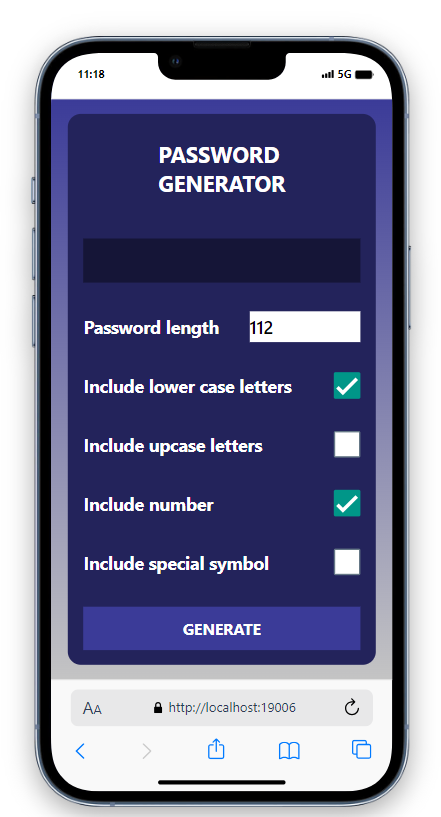 11:18
5G
PASSWORD
GENERATOR
Password length 112
Include lower case letters
Include upcase letters
Include number
Include special symbol
GENERATE
AA http://localhost:19006